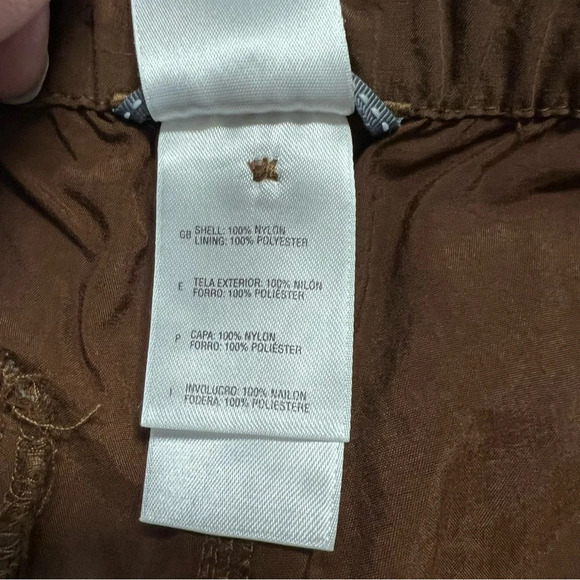 GB SHELL: 100% NYLON
LINING: 100% POLYESTER
E TELA EXTERIOR: 100% NILÓN
FORRO: 100% POLIÉSTER
P CAPA: 100% NYLON
FORRO: 100% POLIÉSTER
I INVOLUCRO: 100% NAILON
FODERA: 100% POLIESTERE